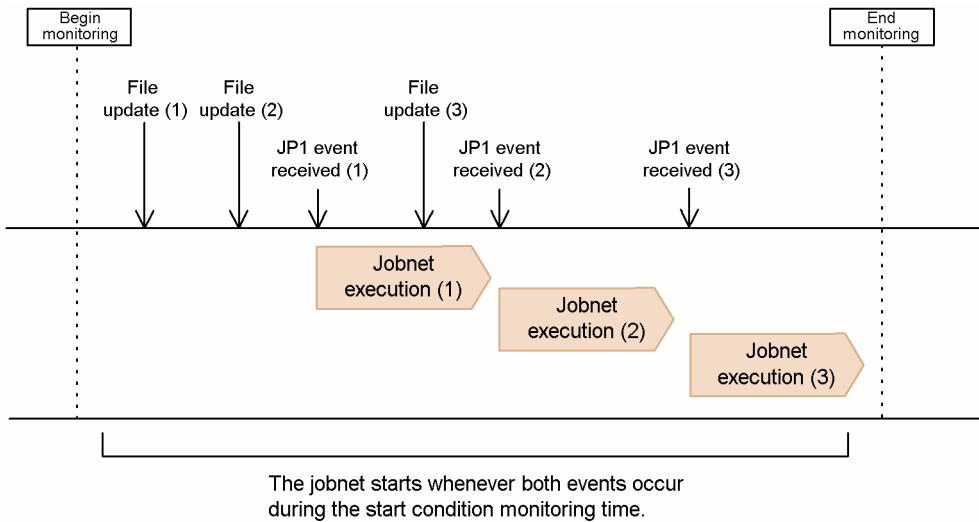 Begin
monitoring
End
monitoring
File
update (1)
File
update (2)
File
update (3)
JP1 event
received (1)
JP1 event
received (2)
JP1 event
received (3)
Jobnet
execution (1)
Jobnet
execution (2)
Jobnet
execution (3)
The jobnet starts whenever both events occur
during the start condition monitoring time.